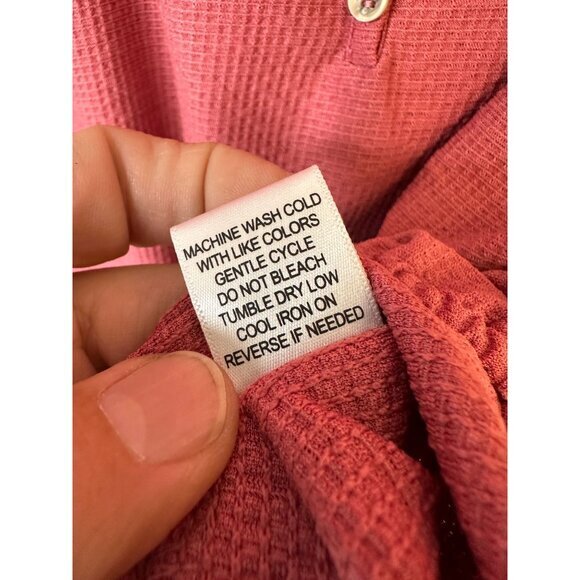 MACHINE WASH COLD
WITH LIKE COLORS
GENTLE CYCLE
DO NOT BLEACH
TUMBLE DRY LOW
COOL IRON ON
REVERSE IF NEEDED